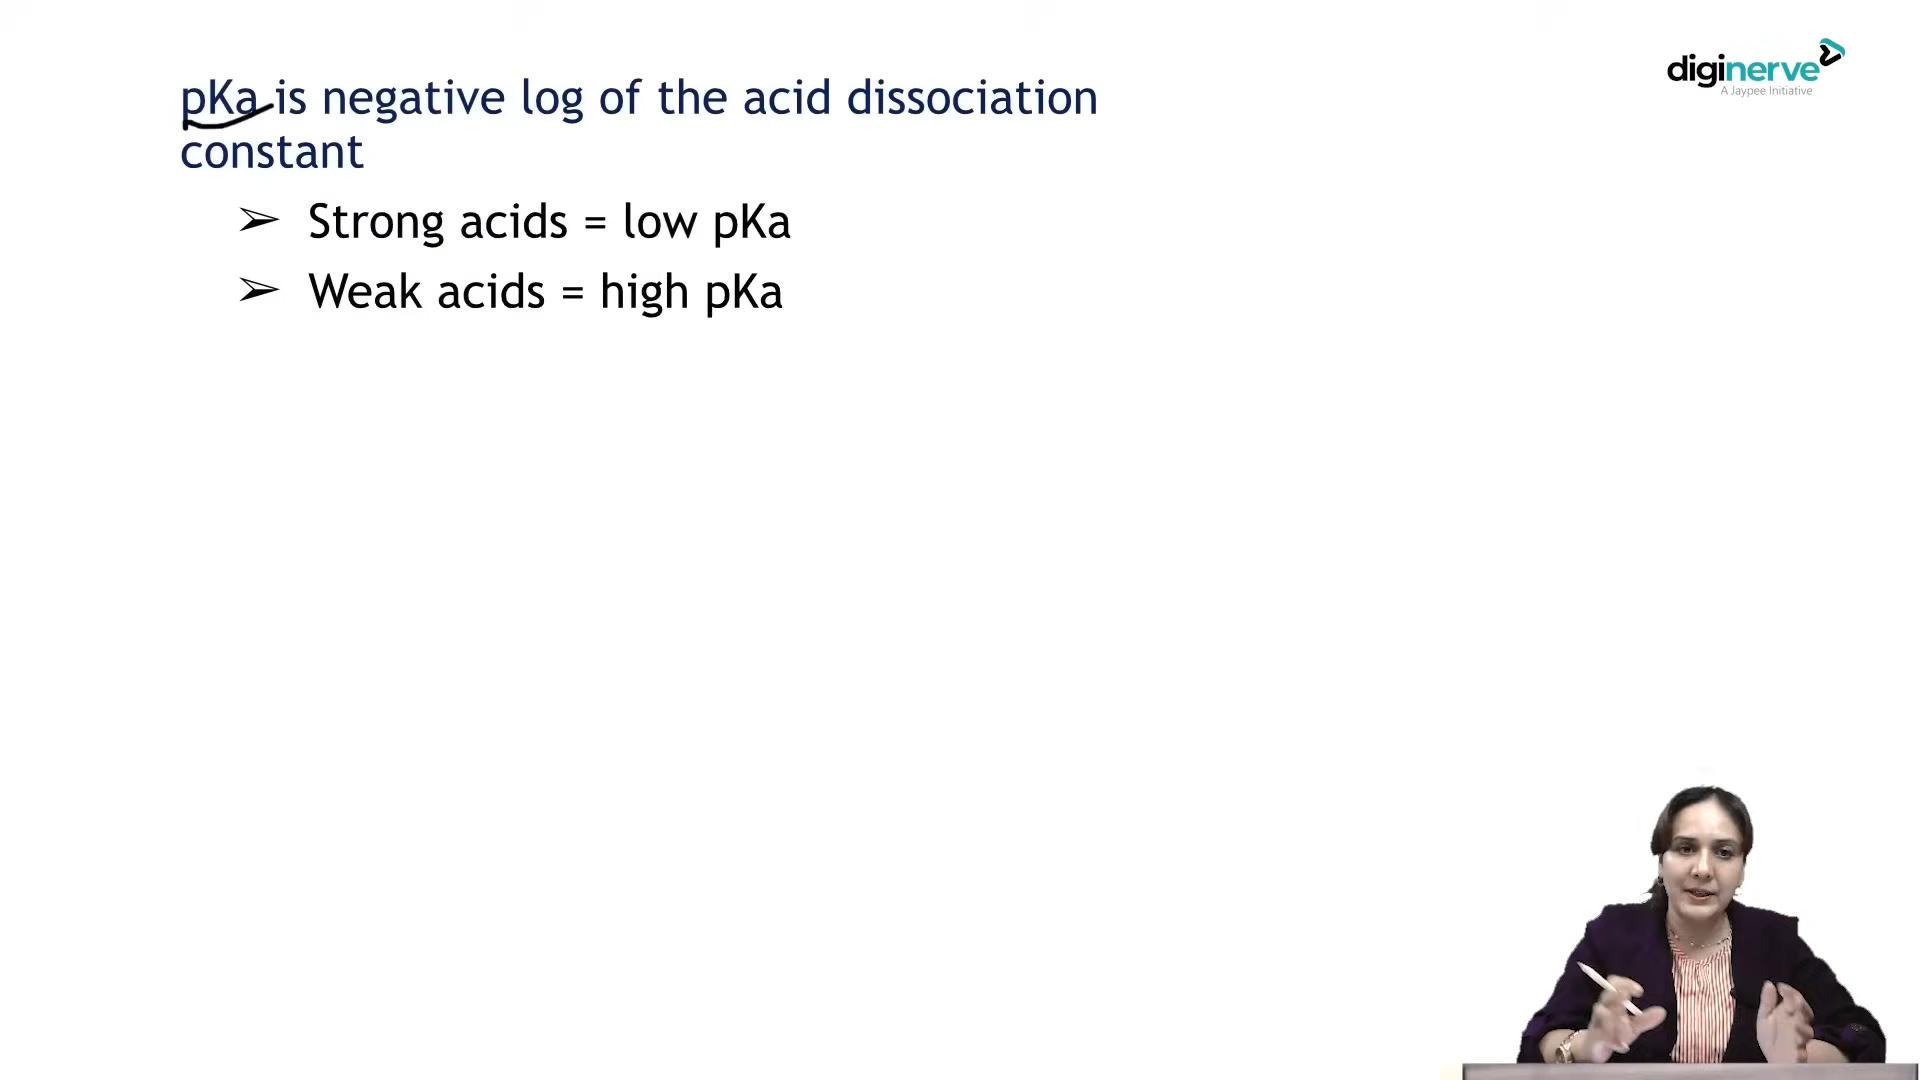 diginerve
A Jaypee Initiative
pKa is negative log of the acid dissociation
constant
➢ Strong acids = low pKa
➢ Weak acids = high pKa